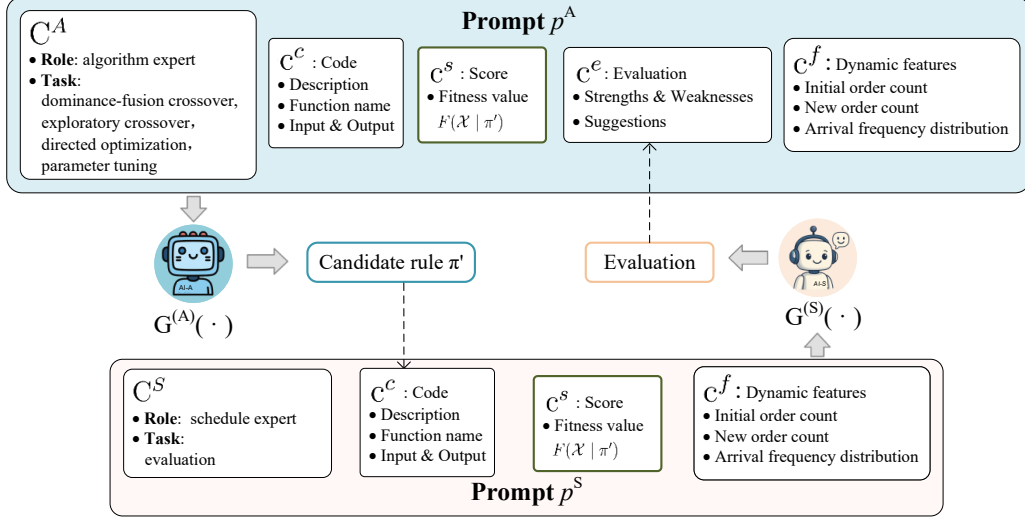 Prompt p^A
C^A
• Role: algorithm expert
• Task:
dominance-fusion crossover,
exploratory crossover,
directed optimization,
parameter tuning
c^c : Code
• Description
• Function name
• Input & Output
c^s : Score
• Fitness value
F(𝒳 | π′)
c^e : Evaluation
• Strengths & Weaknesses
• Suggestions
c^f : Dynamic features
• Initial order count
• New order count
• Arrival frequency distribution
AI-A
G^(A)( · )
Candidate rule π'
Evaluation
AI-S
G^(S)( · )
C^S
• Role: schedule expert
• Task:
evaluation
c^c : Code
• Description
• Function name
• Input & Output
c^s : Score
• Fitness value
F(𝒳 | π′)
c^f : Dynamic features
• Initial order count
• New order count
• Arrival frequency distribution
Prompt p^S